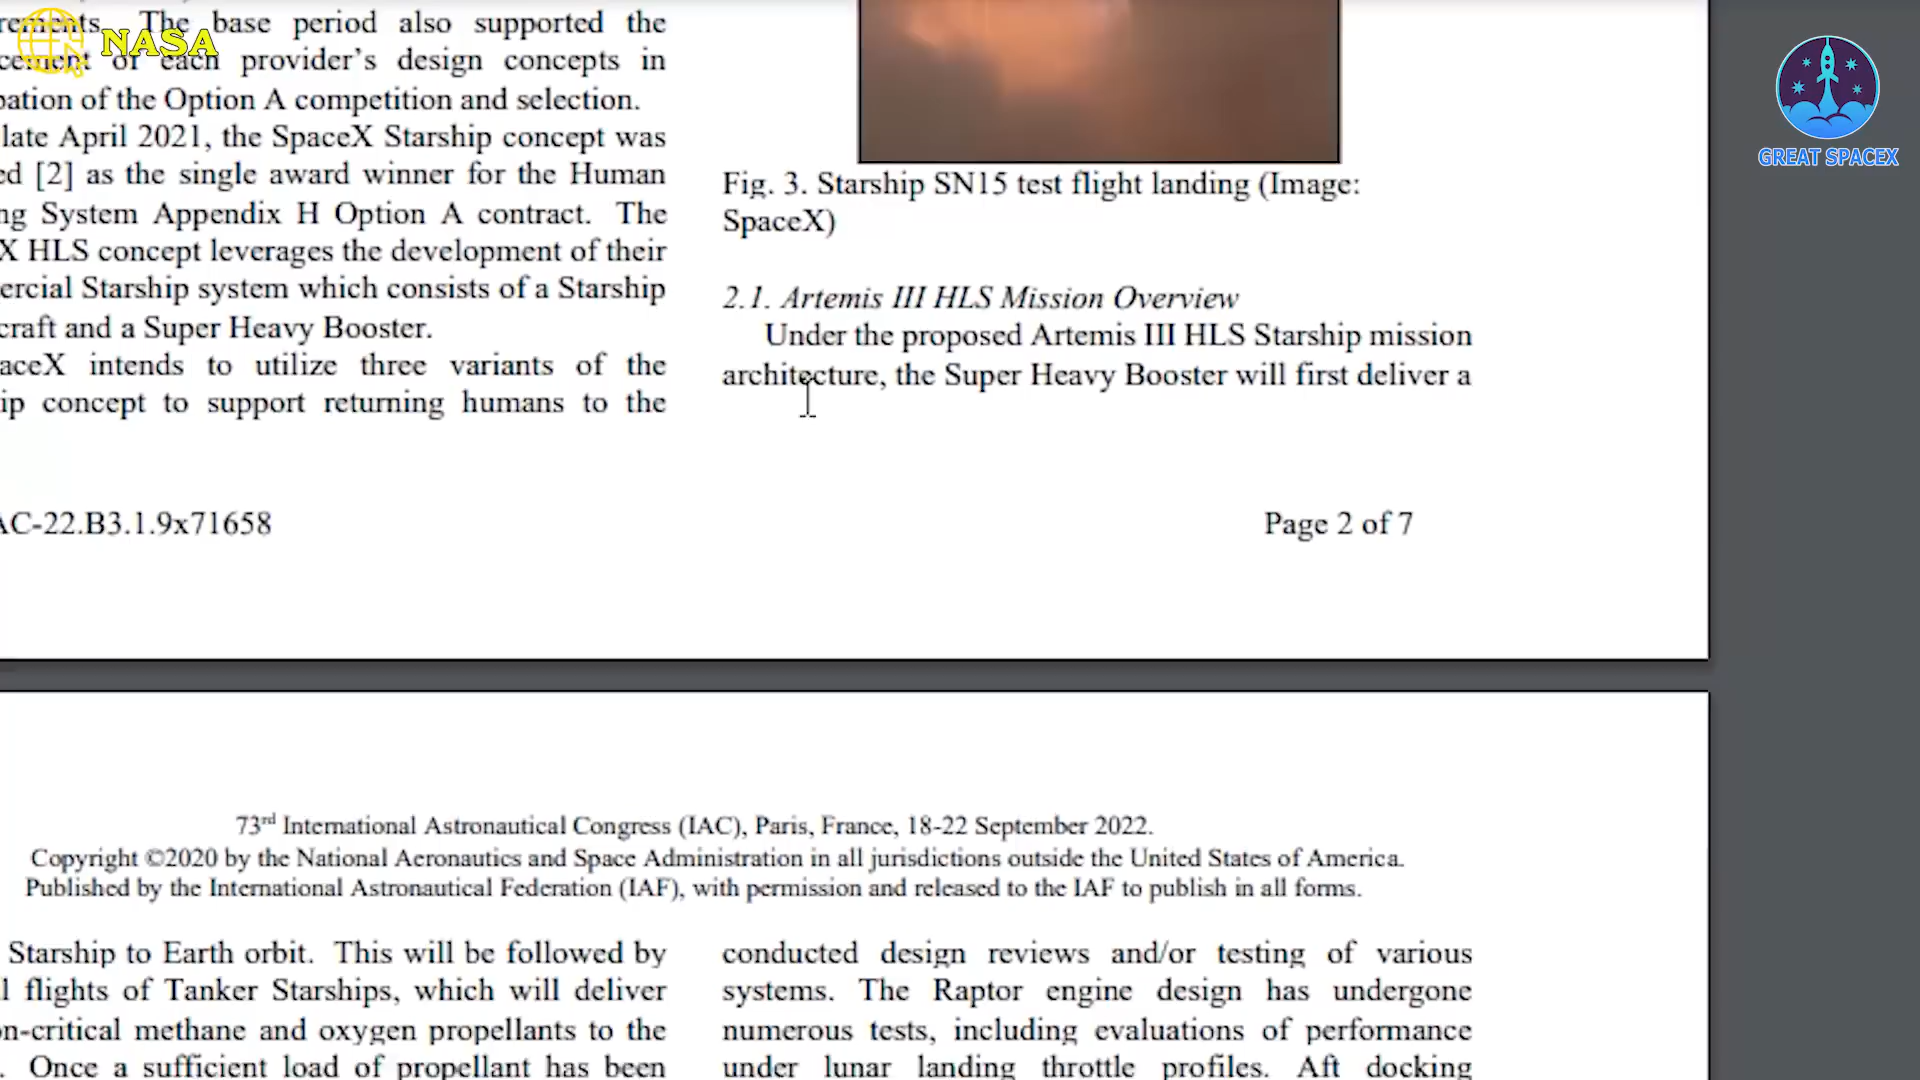 NASA
GREAT SPACEX
The base period also supported the
of each provider's design concepts in
of the Option A competition and selection.
late April 2021, the SpaceX Starship concept was
[2] as the single award winner for the Human
System Appendix H Option A contract. The
X HLS concept leverages the development of their
Starship system which consists of a Starship
and a Super Heavy Booster.
intends to utilize three variants of the
concept to support returning humans to the
Fig. 3. Starship SN15 test flight landing (Image:
SpaceX)
2.1. Artemis III HLS Mission Overview
Under the proposed Artemis III HLS Starship mission
architecture, the Super Heavy Booster will first deliver a
AC-22.B3.1.9x71658
Page 2 of 7
73rd International Astronautical Congress (IAC), Paris, France, 18-22 September 2022.
Copyright ©2020 by the National Aeronautics and Space Administration in all jurisdictions outside the United States of America.
Published by the International Astronautical Federation (IAF), with permission and released to the IAF to publish in all forms.
Starship to Earth orbit. This will be followed by
flights of Tanker Starships, which will deliver
n-critical methane and oxygen propellants to the
. Once a sufficient load of propellant has been
conducted design reviews and/or testing of various
systems. The Raptor engine design has undergone
numerous tests, including evaluations of performance
under lunar landing throttle profiles. Aft docking